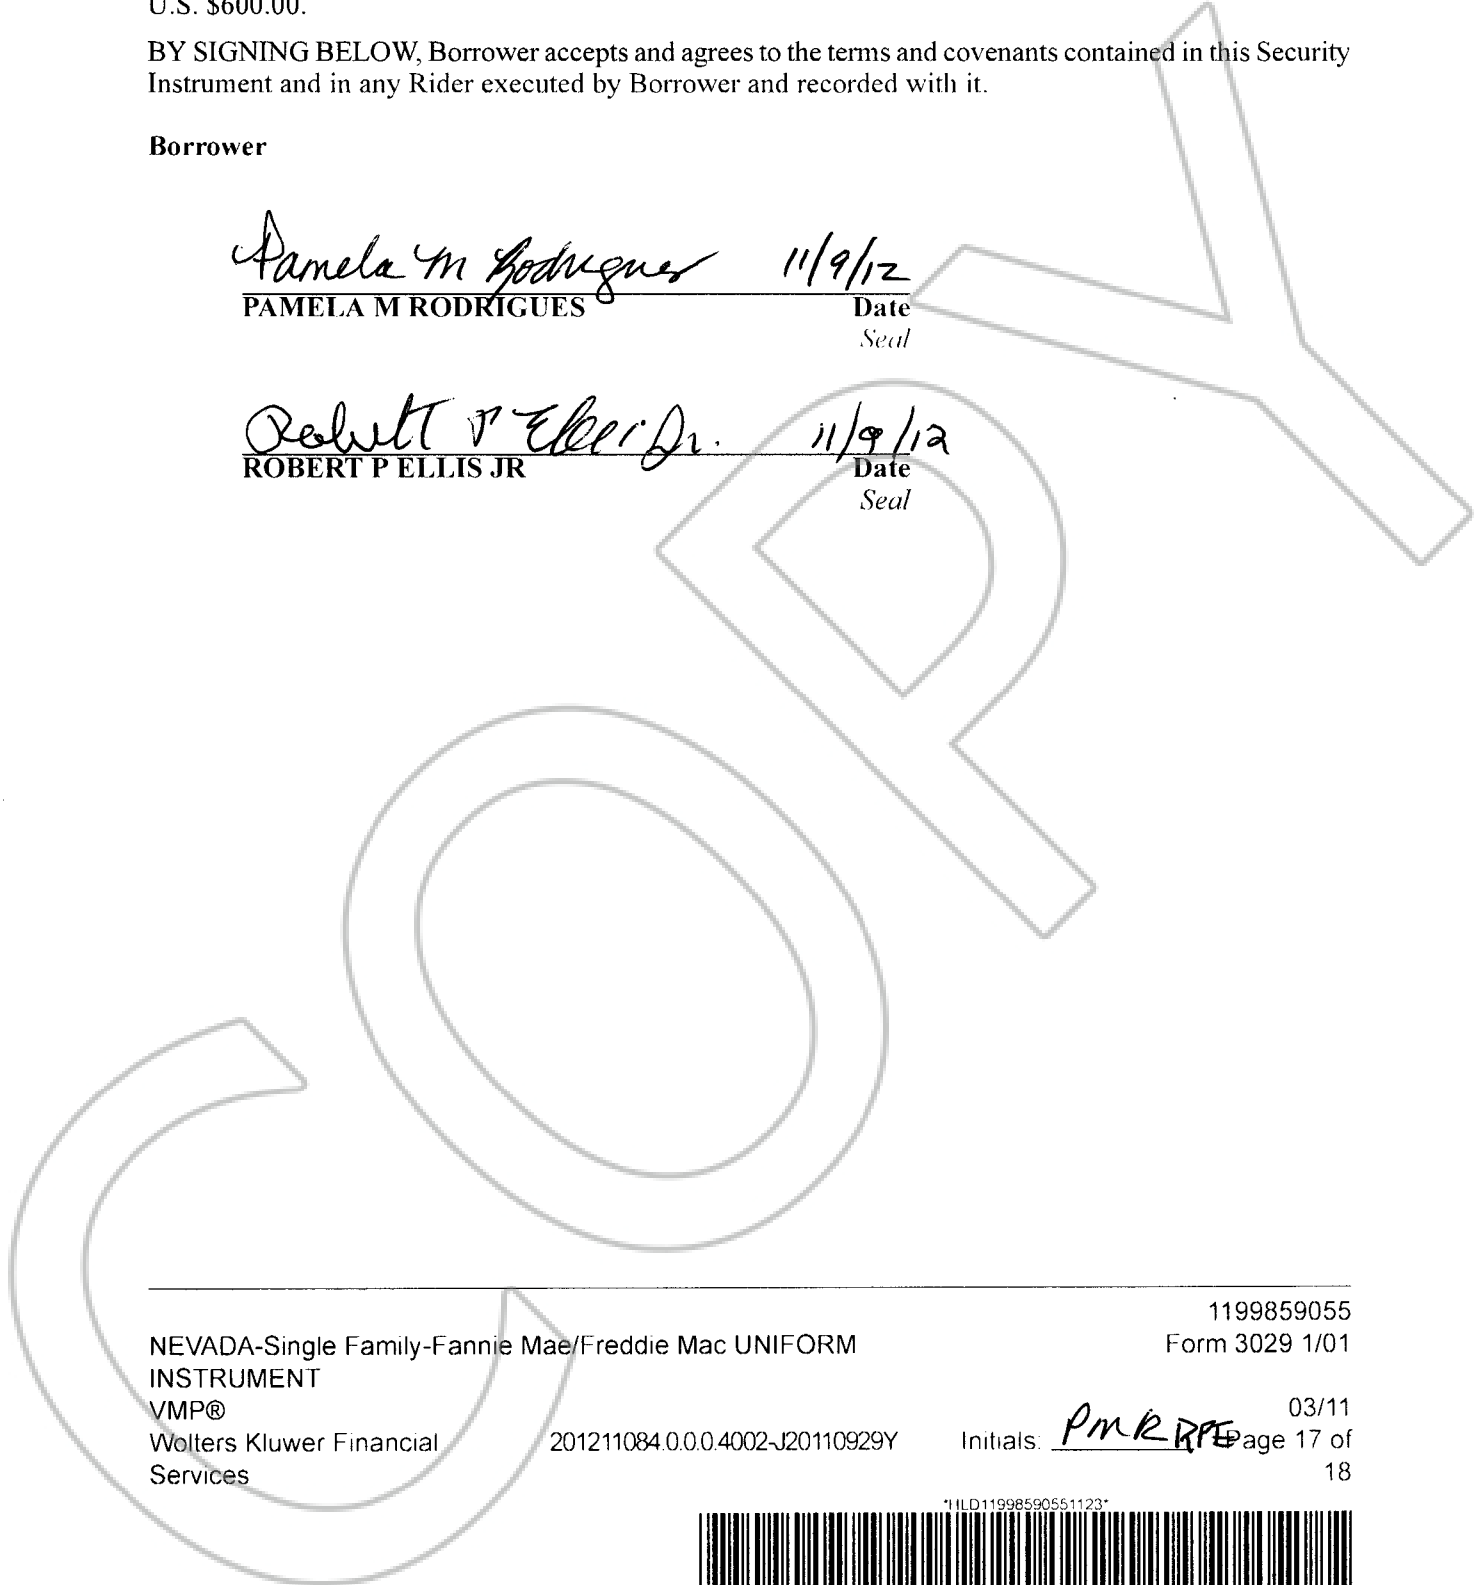 U.S. $600.00.
BY SIGNING BELOW, Borrower accepts and agrees to the terms and covenants contained in this Security
Instrument and in any Rider executed by Borrower and recorded with it.
Borrower
Pamela M Rodrigues 11/9/12
PAMELA M RODRIGUES Date
Seal
Robert P Ellis Jr. 11/9/12
ROBERT P ELLIS JR Date
Seal
COPY
1199859055
NEVADA-Single Family-Fannie Mae/Freddie Mac UNIFORM Form 3029 1/01
INSTRUMENT
VMP® 03/11
Wolters Kluwer Financial 201211084.0.0.0.4002-J20110929Y Initials: PMR RPE Page 17 of
Services 18
*HLD11998590551123*